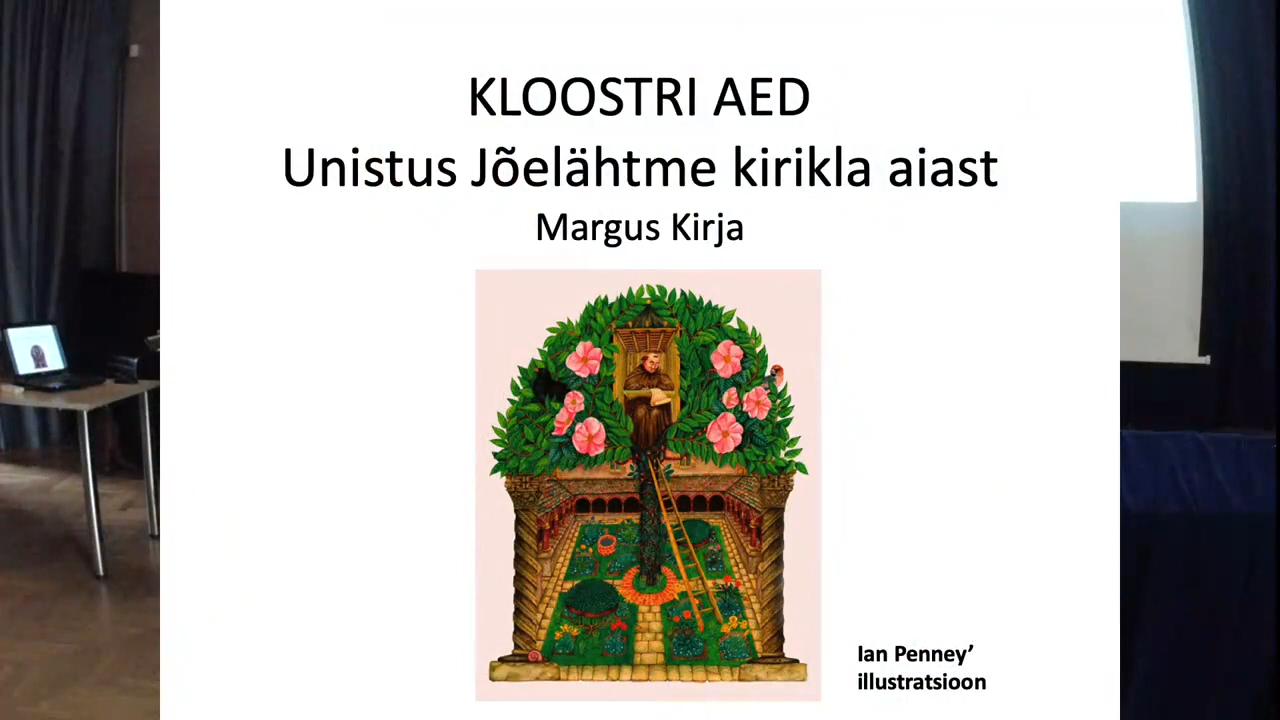 KLOOSTRI AED
Unistus Jõelähtme kirikla aiast
Margus Kirja
Ian Penney’
illustratsioon